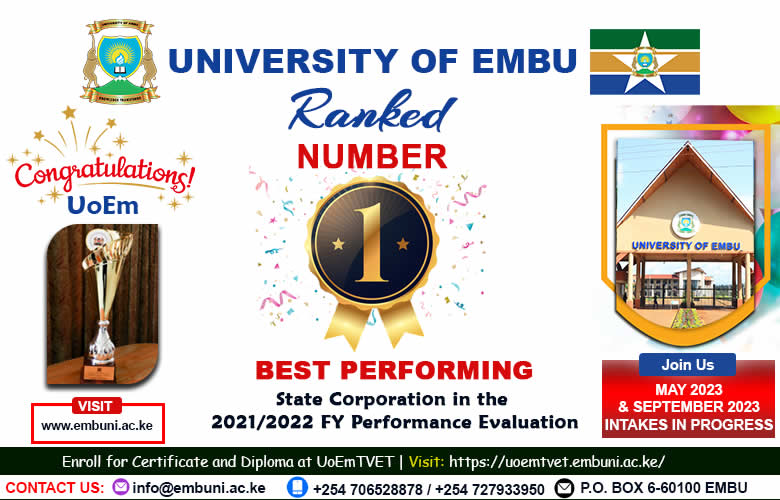 UNIVERSITY OF EMBU
Ranked
NUMBER
1
Congratulations!
UoEm
UNIVERSITY OF EMBU
BEST PERFORMING
State Corporation in the
2021/2022 FY Performance Evaluation
VISIT
www.embuni.ac.ke
Join Us
MAY 2023
& SEPTEMBER 2023
INTAKES IN PROGRESS
Enroll for Certificate and Diploma at UoEmTVET | Visit: https://uoemtvet.embuni.ac.ke/
CONTACT US: info@embuni.ac.ke +254 706528878 / +254 727933950 P.O. BOX 6-60100 EMBU